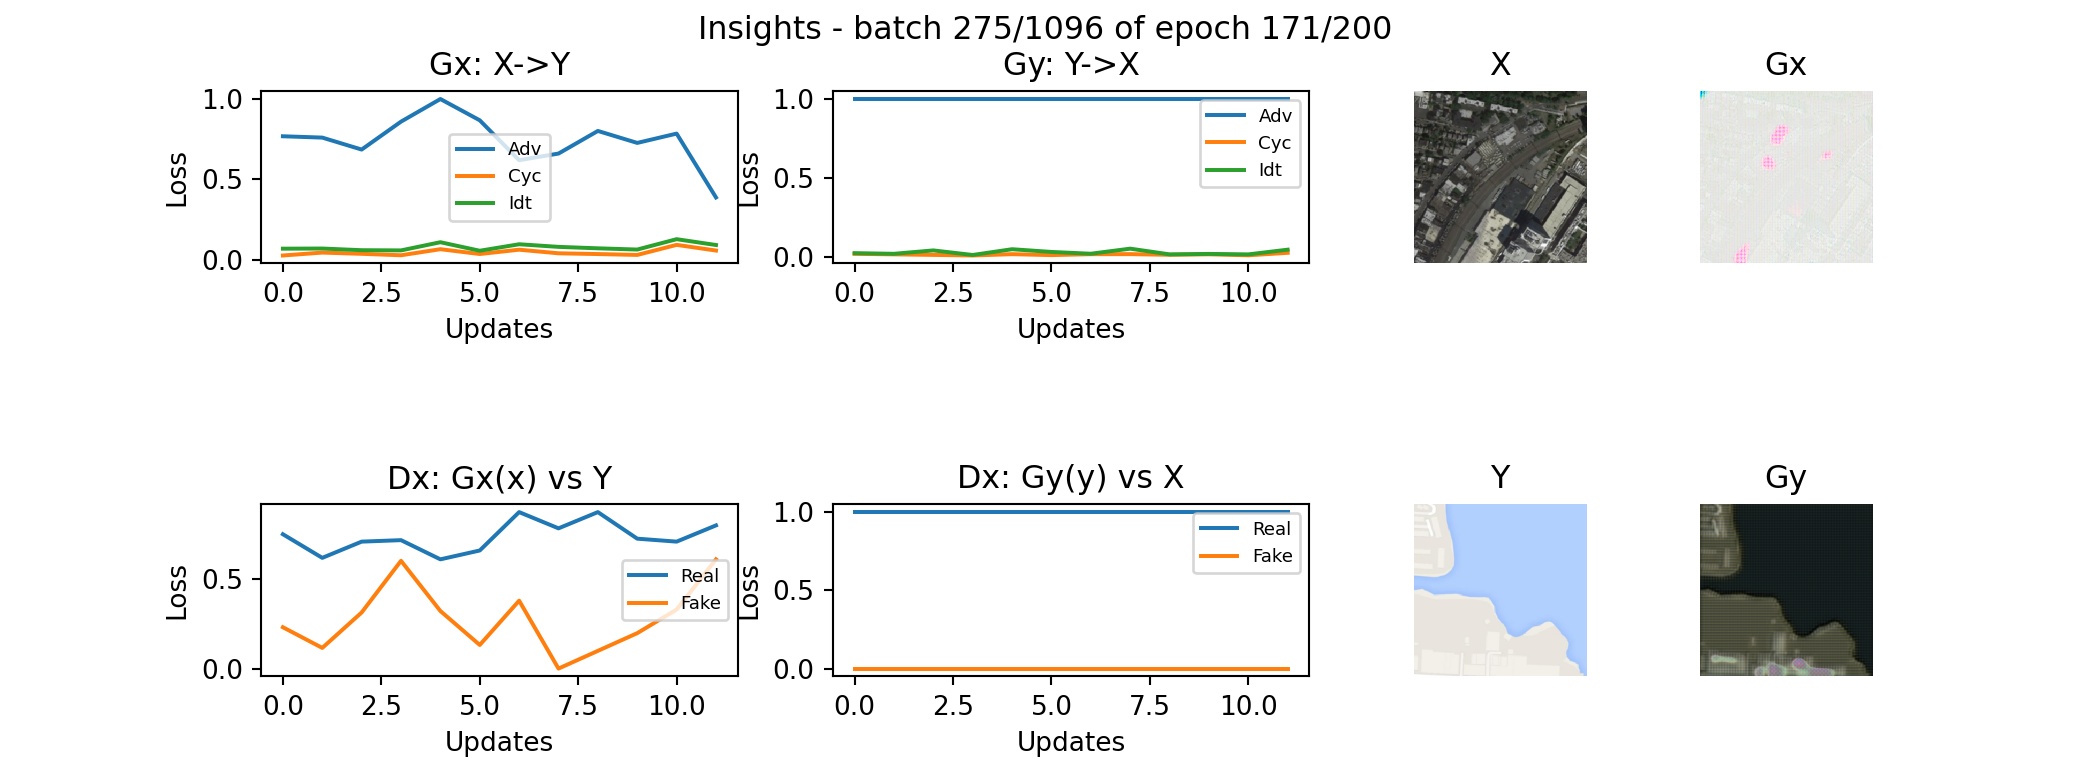 Insights - batch 275/1096 of epoch 171/200
Gx: X->Y
1.0
0.5
0.0
Loss
Adv
Cyc
Idt
0.0 2.5 5.0 7.5 10.0
Updates
Gy: Y->X
1.0
0.5
0.0
Loss
Adv
Cyc
Idt
0.0 2.5 5.0 7.5 10.0
Updates
X
Gx
Dx: Gx(x) vs Y
0.5
0.0
Loss
Real
Fake
0.0 2.5 5.0 7.5 10.0
Updates
Dx: Gy(y) vs X
1.0
0.5
0.0
Loss
Real
Fake
0.0 2.5 5.0 7.5 10.0
Updates
Y
Gy